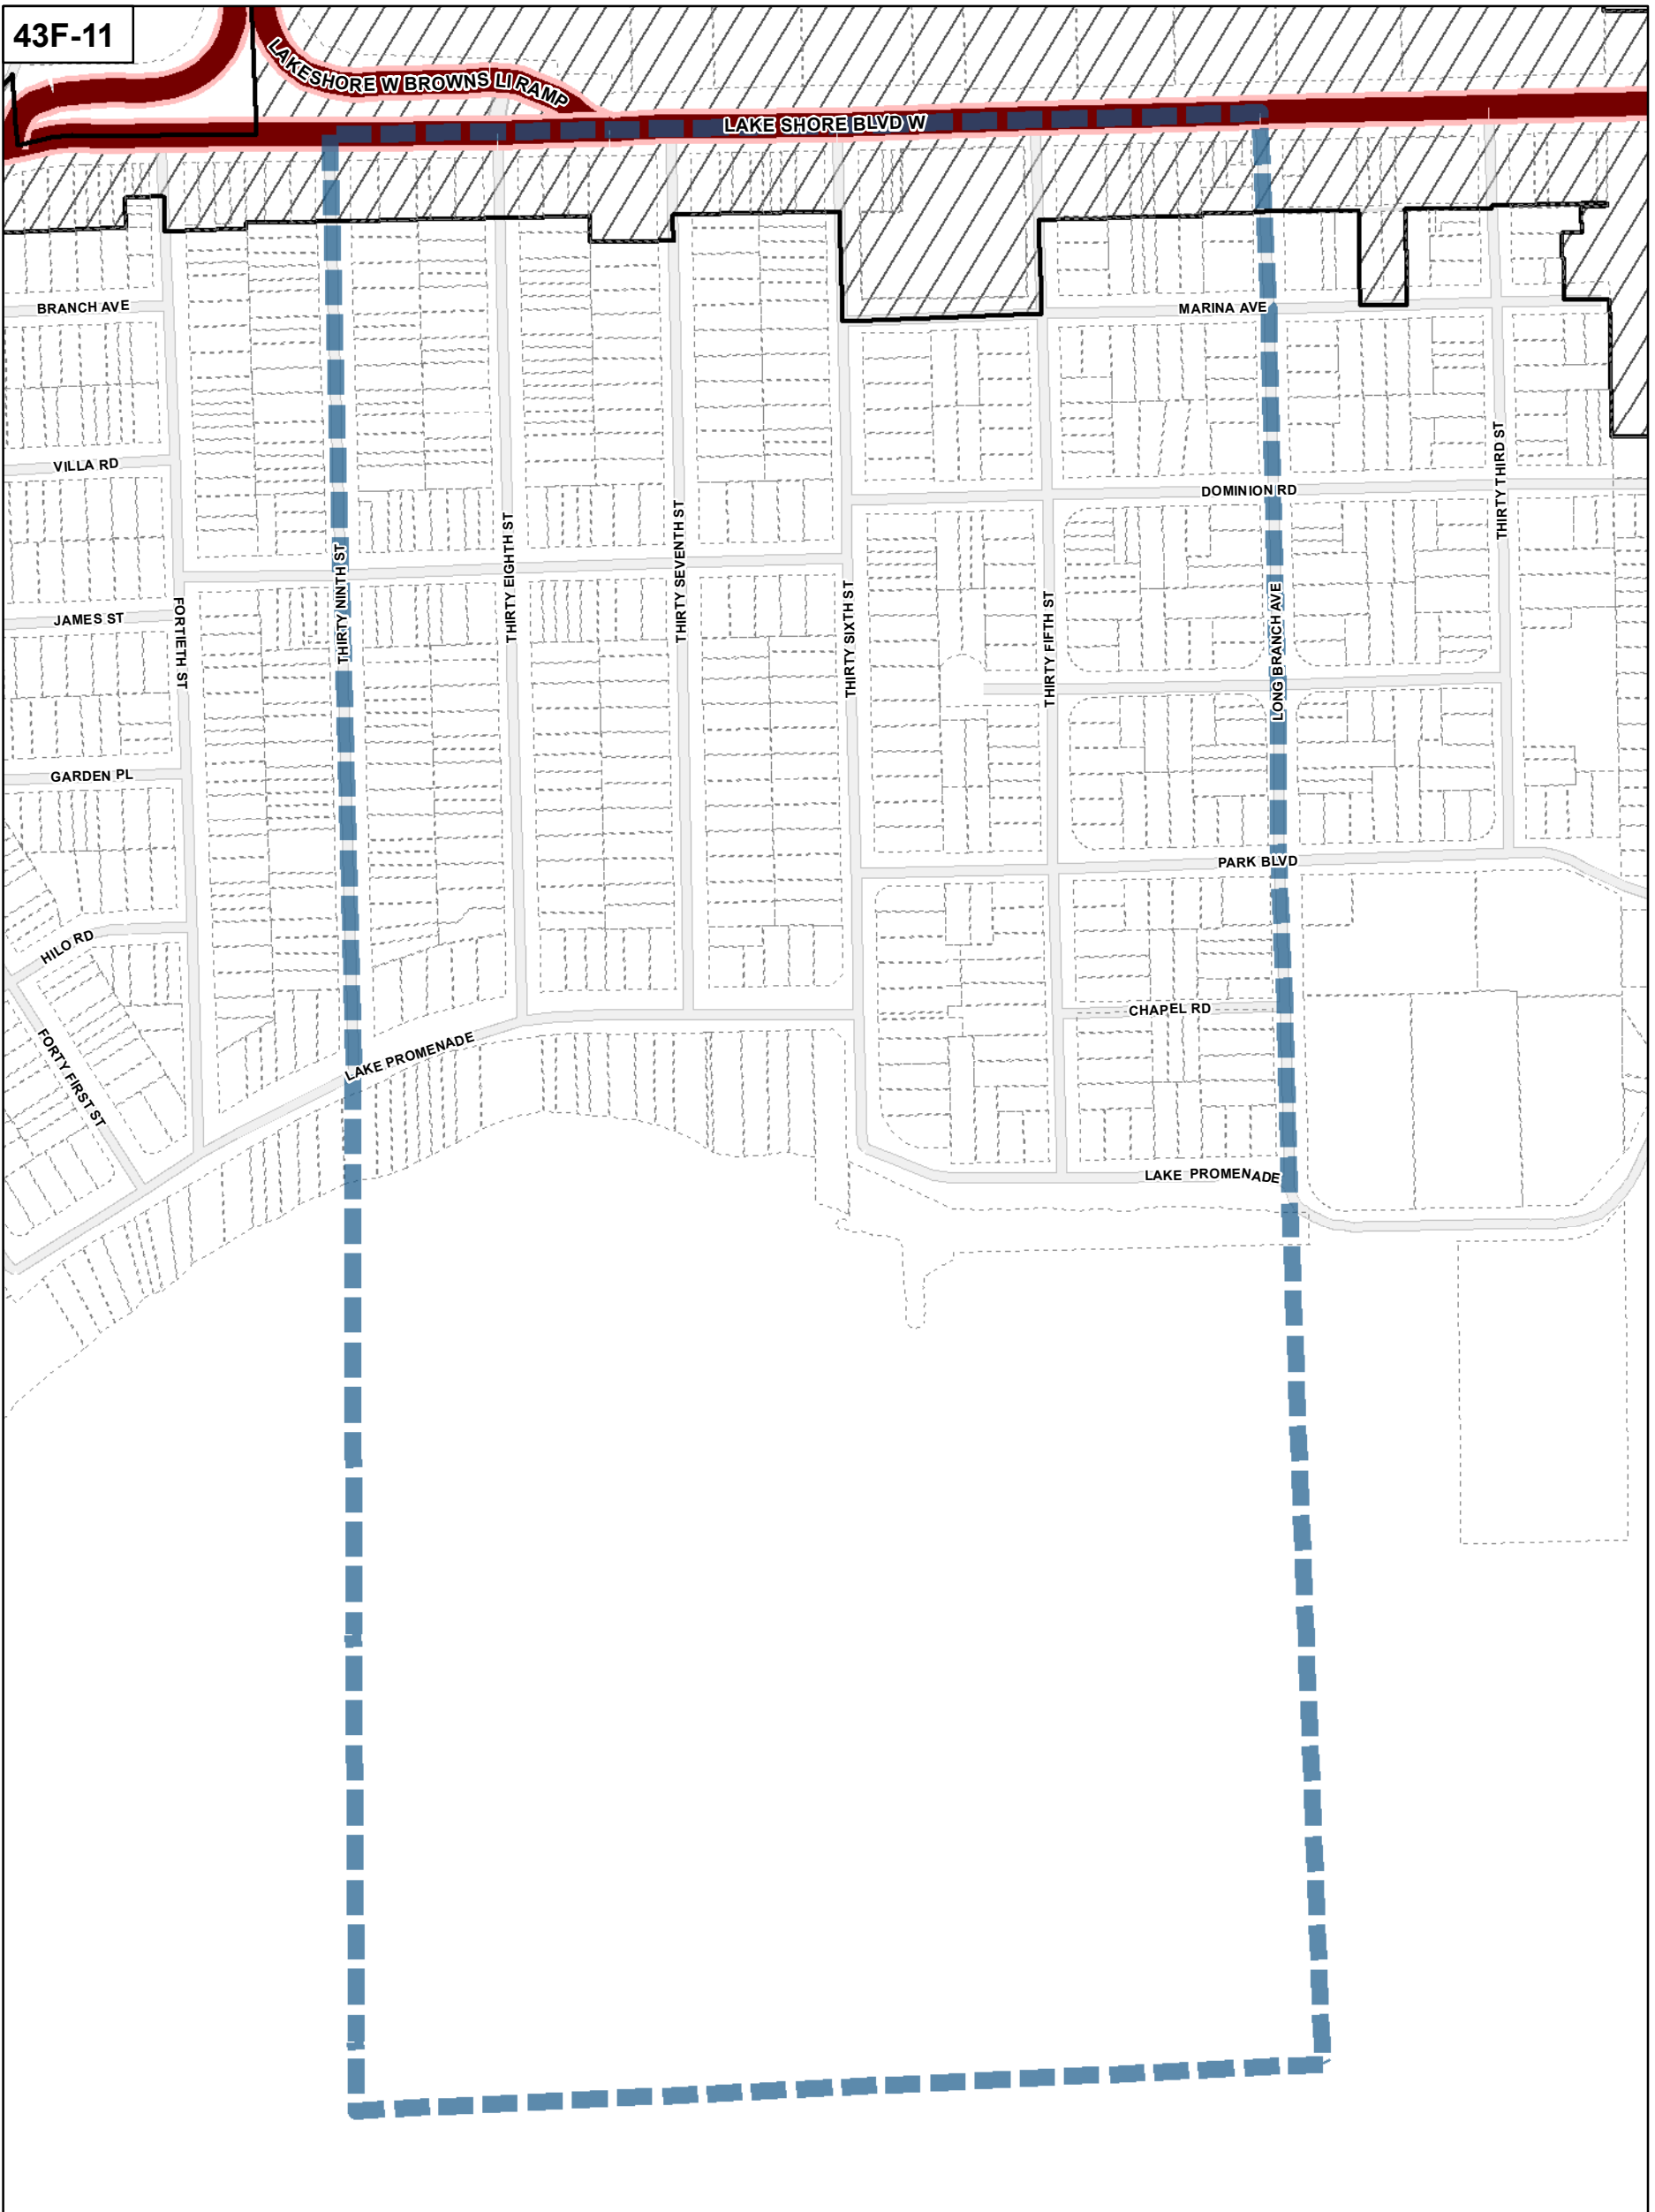 43F-11
LAKESHORE W BROWNS LI RAMP
LAKE SHORE BLVD W
BRANCH AVE
MARINA AVE
VILLA RD
DOMINION RD
THIRTY THIRD ST
JAMES ST
FORTIETH ST
THIRTY NINTH ST
THIRTY EIGHTH ST
THIRTY SEVENTH ST
THIRTY SIXTH ST
THIRTY FIFTH ST
LONG BRANCH AVE
GARDEN PL
PARK BLVD
HILO RD
CHAPEL RD
FORTY FIRST ST
LAKE PROMENADE
LAKE PROMENADE